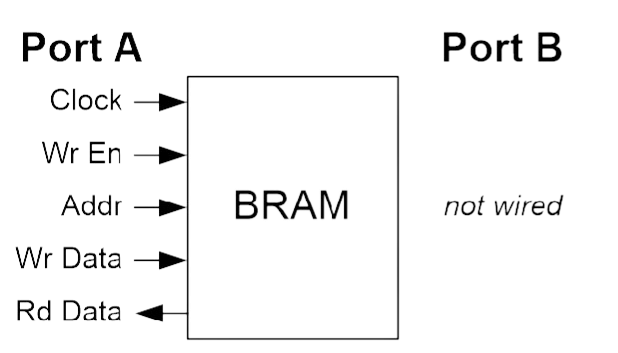 Port A
Port B
Clock
Wr En
Addr
BRAM
not wired
Wr Data
Rd Data